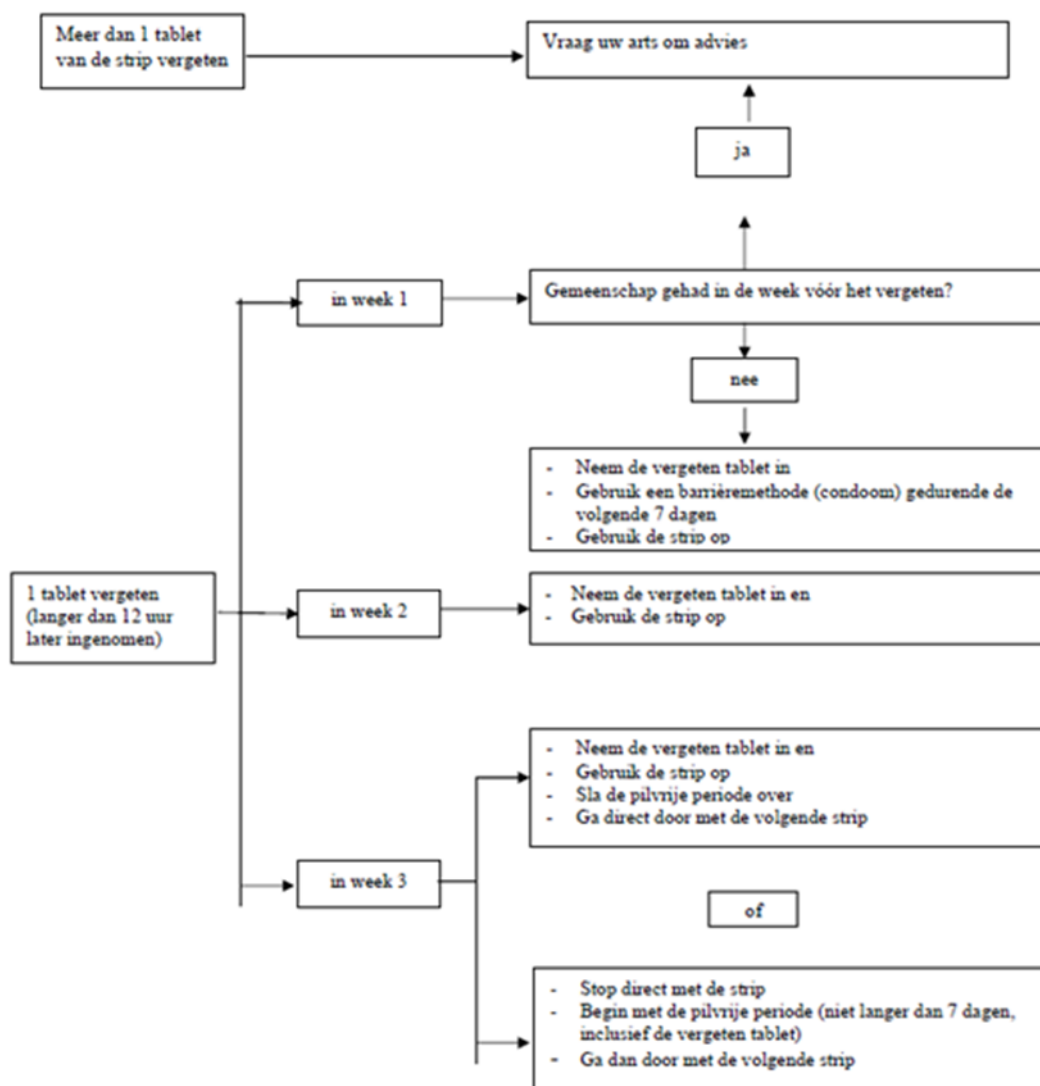 Meer dan 1 tablet
van de strip vergeten
Vraag uw arts om advies
ja
in week 1
Gemeenschap gehad in de week vóór het vergeten?
nee
- Neem de vergeten tablet in
- Gebruik een barrièremethode (condoom) gedurende de
volgende 7 dagen
- Gebruik de strip op
1 tablet vergeten
(langer dan 12 uur
later ingenomen)
in week 2
- Neem de vergeten tablet in en
- Gebruik de strip op
- Neem de vergeten tablet in en
- Gebruik de strip op
- Sla de pilvrije periode over
- Ga direct door met de volgende strip
in week 3
of
- Stop direct met de strip
- Begin met de pilvrije periode (niet langer dan 7 dagen,
inclusief de vergeten tablet)
- Ga dan door met de volgende strip